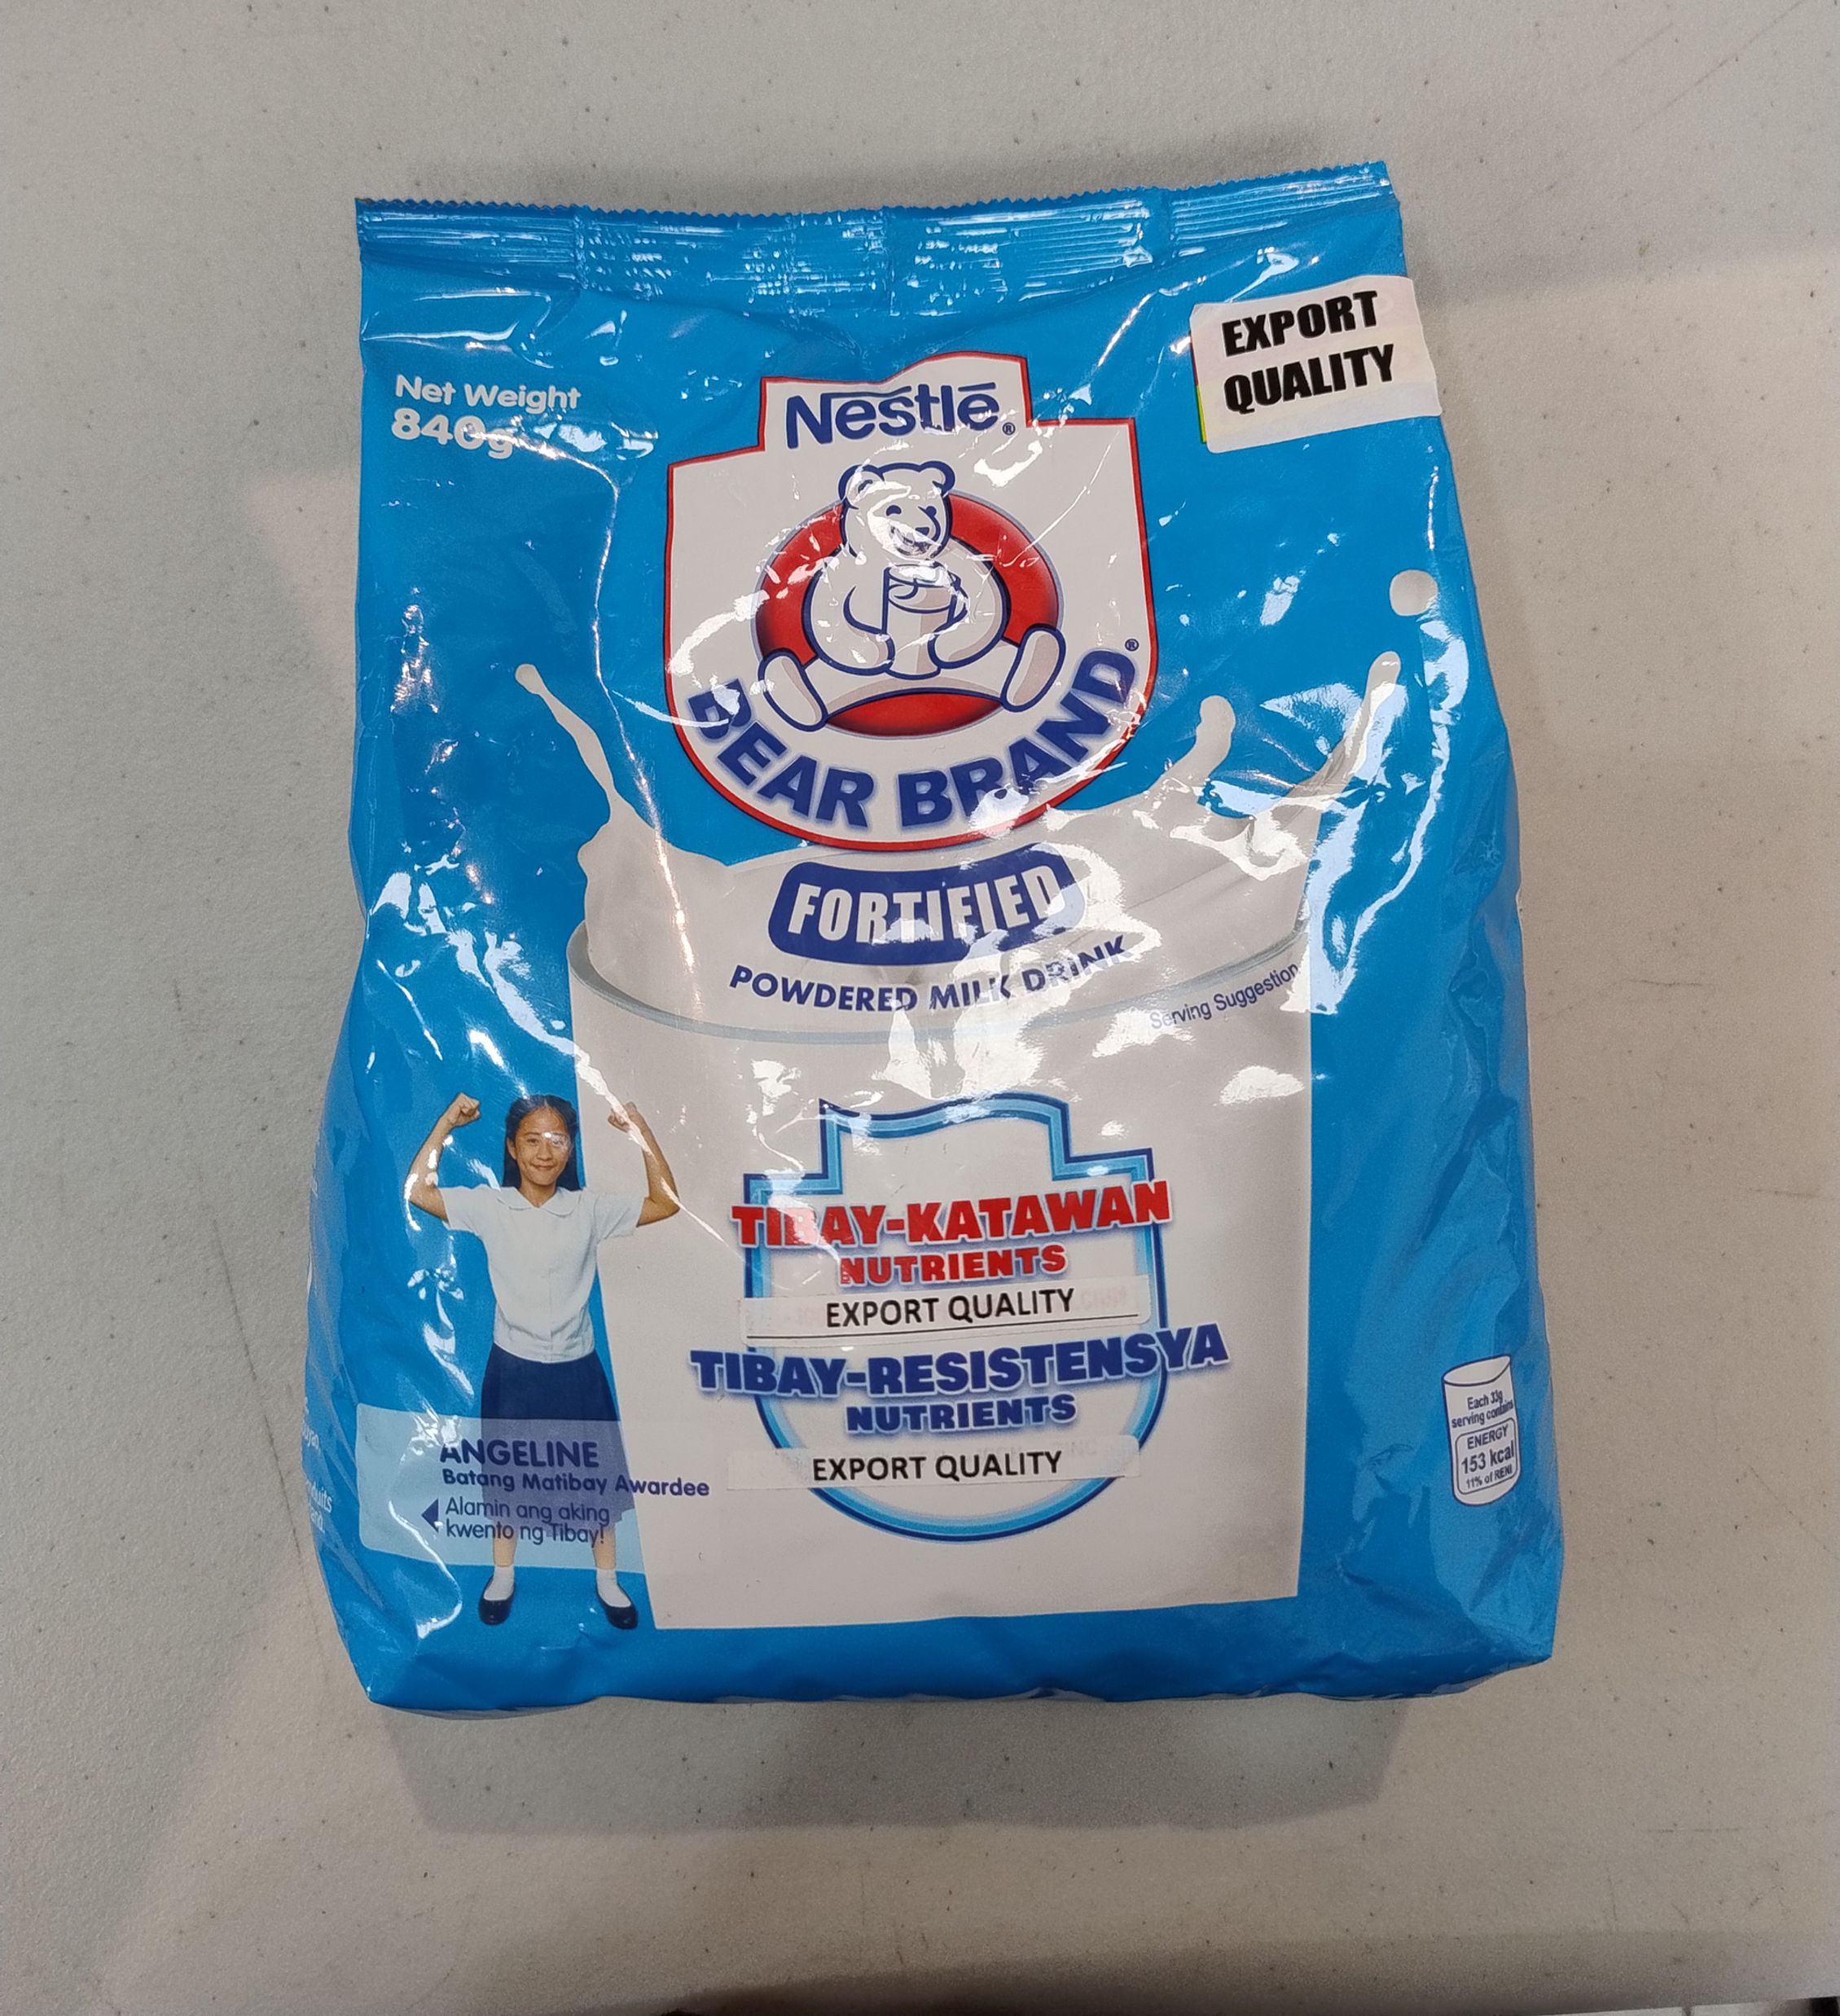 Net Weight
840g
EXPORT
QUALITY
Nestlé®
BEAR BRAND®
FORTIFIED
POWDERED MILK DRINK
Serving Suggestion
TIBAY-KATAWAN
NUTRIENTS
EXPORT QUALITY
TIBAY-RESISTENSYA
NUTRIENTS
EXPORT QUALITY
ANGELINE
Batang Matibay Awardee
Alamin ang aking
kwento ng Tibay!
Each 33g
serving contains
ENERGY
153 kcal
11% of RENI